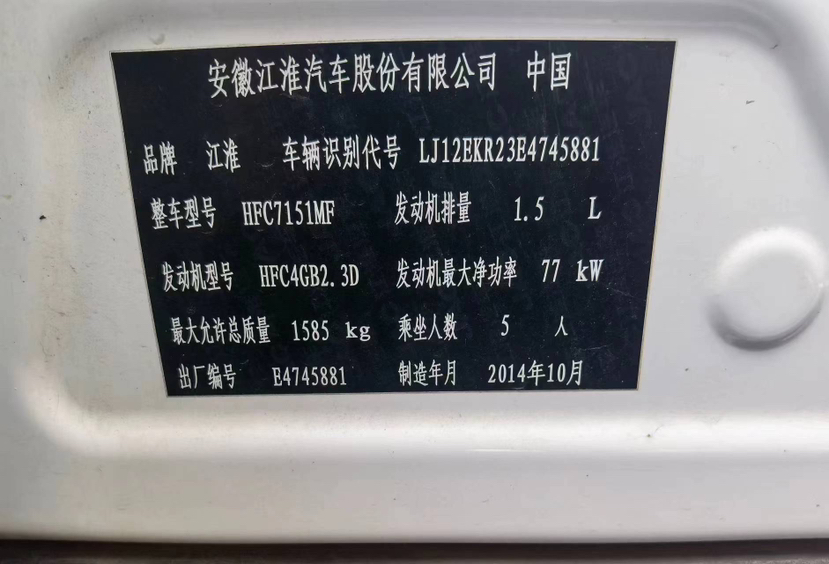 安徽江淮汽车股份有限公司 中国
品牌 江淮 车辆识别代号 LJ12EKR23E4745881
整车型号 HFC7151MF 发动机排量 1.5 L
发动机型号 HFC4GB2.3D 发动机最大净功率 77 kW
最大允许总质量 1585 kg 乘坐人数 5 人
出厂编号 E4745881 制造年月 2014年10月